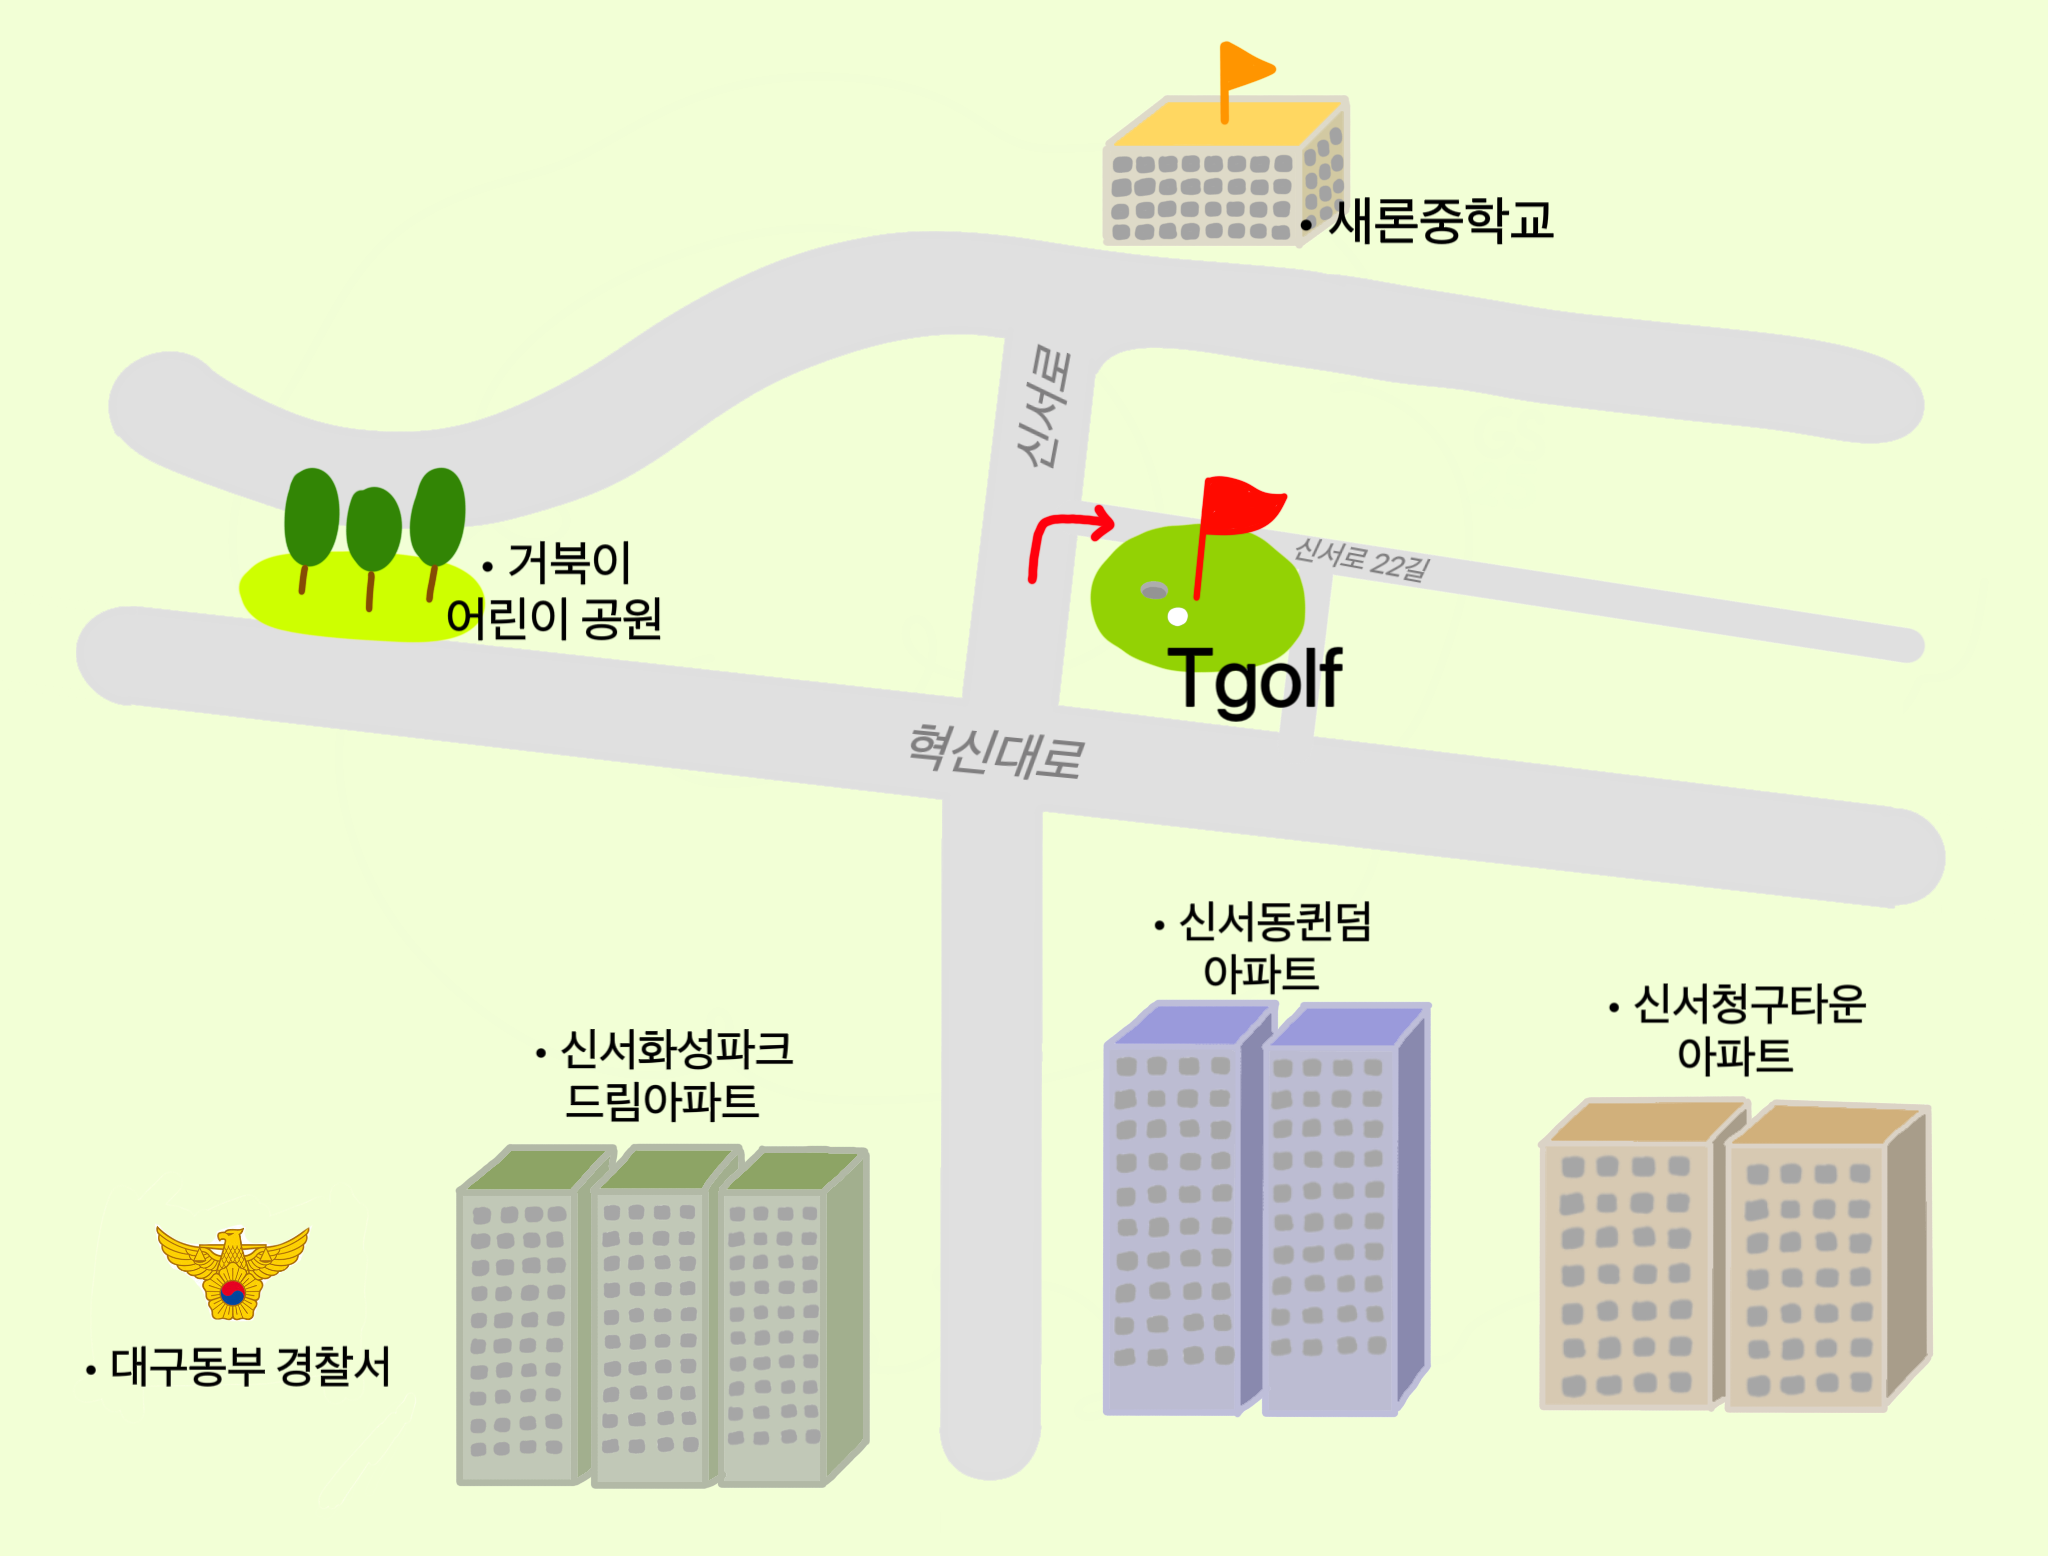 • 새론중학교
신서로
• 거북이
어린이 공원
신서로 22길
Tgolf
혁신대로
• 신서동퀸덤
아파트
• 신서청구타운
아파트
• 신서화성파크
드림아파트
• 대구동부 경찰서